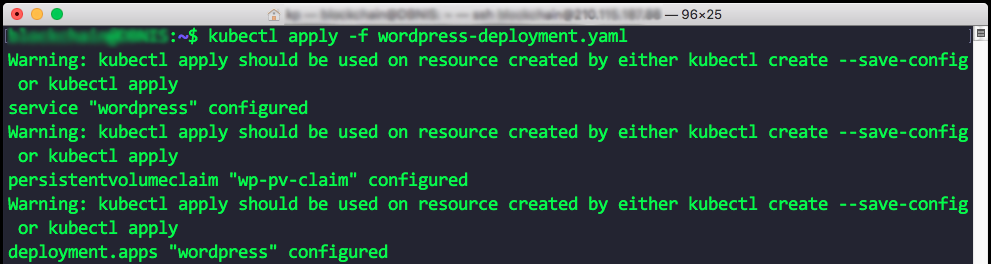 — 96×25
:~$ kubectl apply -f wordpress-deployment.yaml
Warning: kubectl apply should be used on resource created by either kubectl create --save-config
or kubectl apply
service "wordpress" configured
Warning: kubectl apply should be used on resource created by either kubectl create --save-config
or kubectl apply
persistentvolumeclaim "wp-pv-claim" configured
Warning: kubectl apply should be used on resource created by either kubectl create --save-config
or kubectl apply
deployment.apps "wordpress" configured